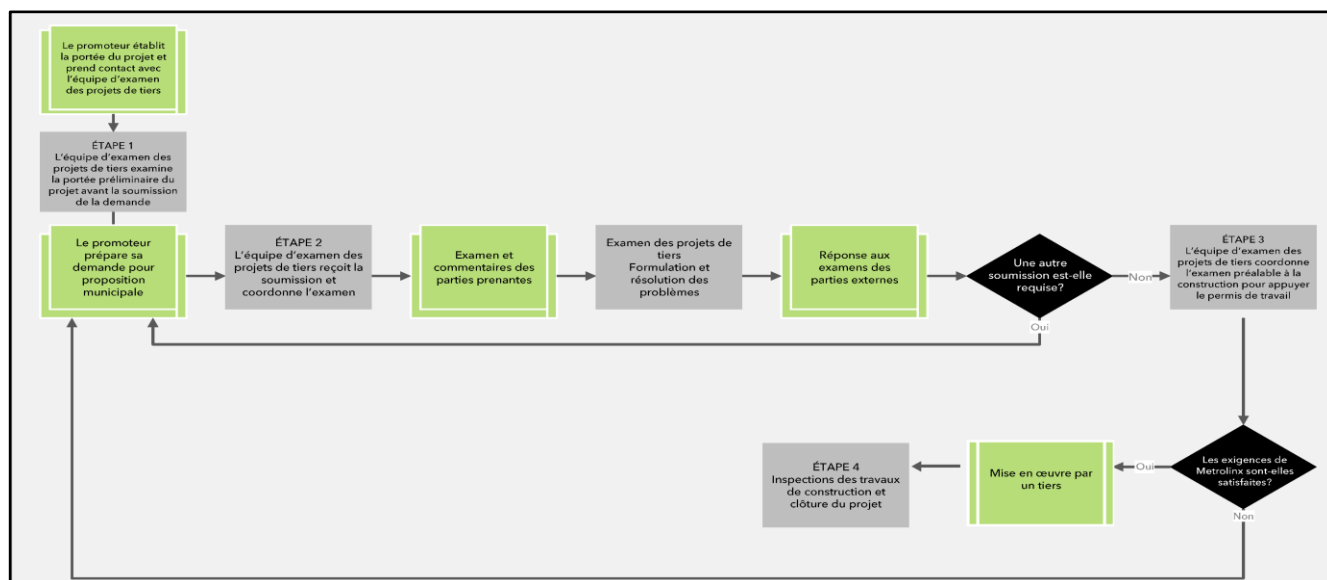 Le promoteur établit
la portée du projet et
prend contact avec
l'équipe d'examen
des projets de tiers
ÉTAPE 1
L'équipe d'examen des
projets de tiers examine
la portée préliminaire du
projet avant la soumission
de la demande
Le promoteur
prépare sa
demande pour
proposition
municipale
ÉTAPE 2
L'équipe d'examen des
projets de tiers reçoit la
soumission et
coordonne l'examen
Examen et
commentaires des
parties prenantes
Examen des projets de
tiers
Formulation et
résolution des
problèmes
Réponse aux
examens des
parties externes
Une autre
soumission est-elle
requise?
Non
Oui
ÉTAPE 3
L'équipe d'examen des
projets de tiers coordonne
l'examen préalable à la
construction pour appuyer
le permis de travail
Les exigences de
Metrolinx sont-elles
satisfaites?
Oui
Non
Mise en œuvre par
un tiers
ÉTAPE 4
Inspections des travaux
de construction et
clôture du projet